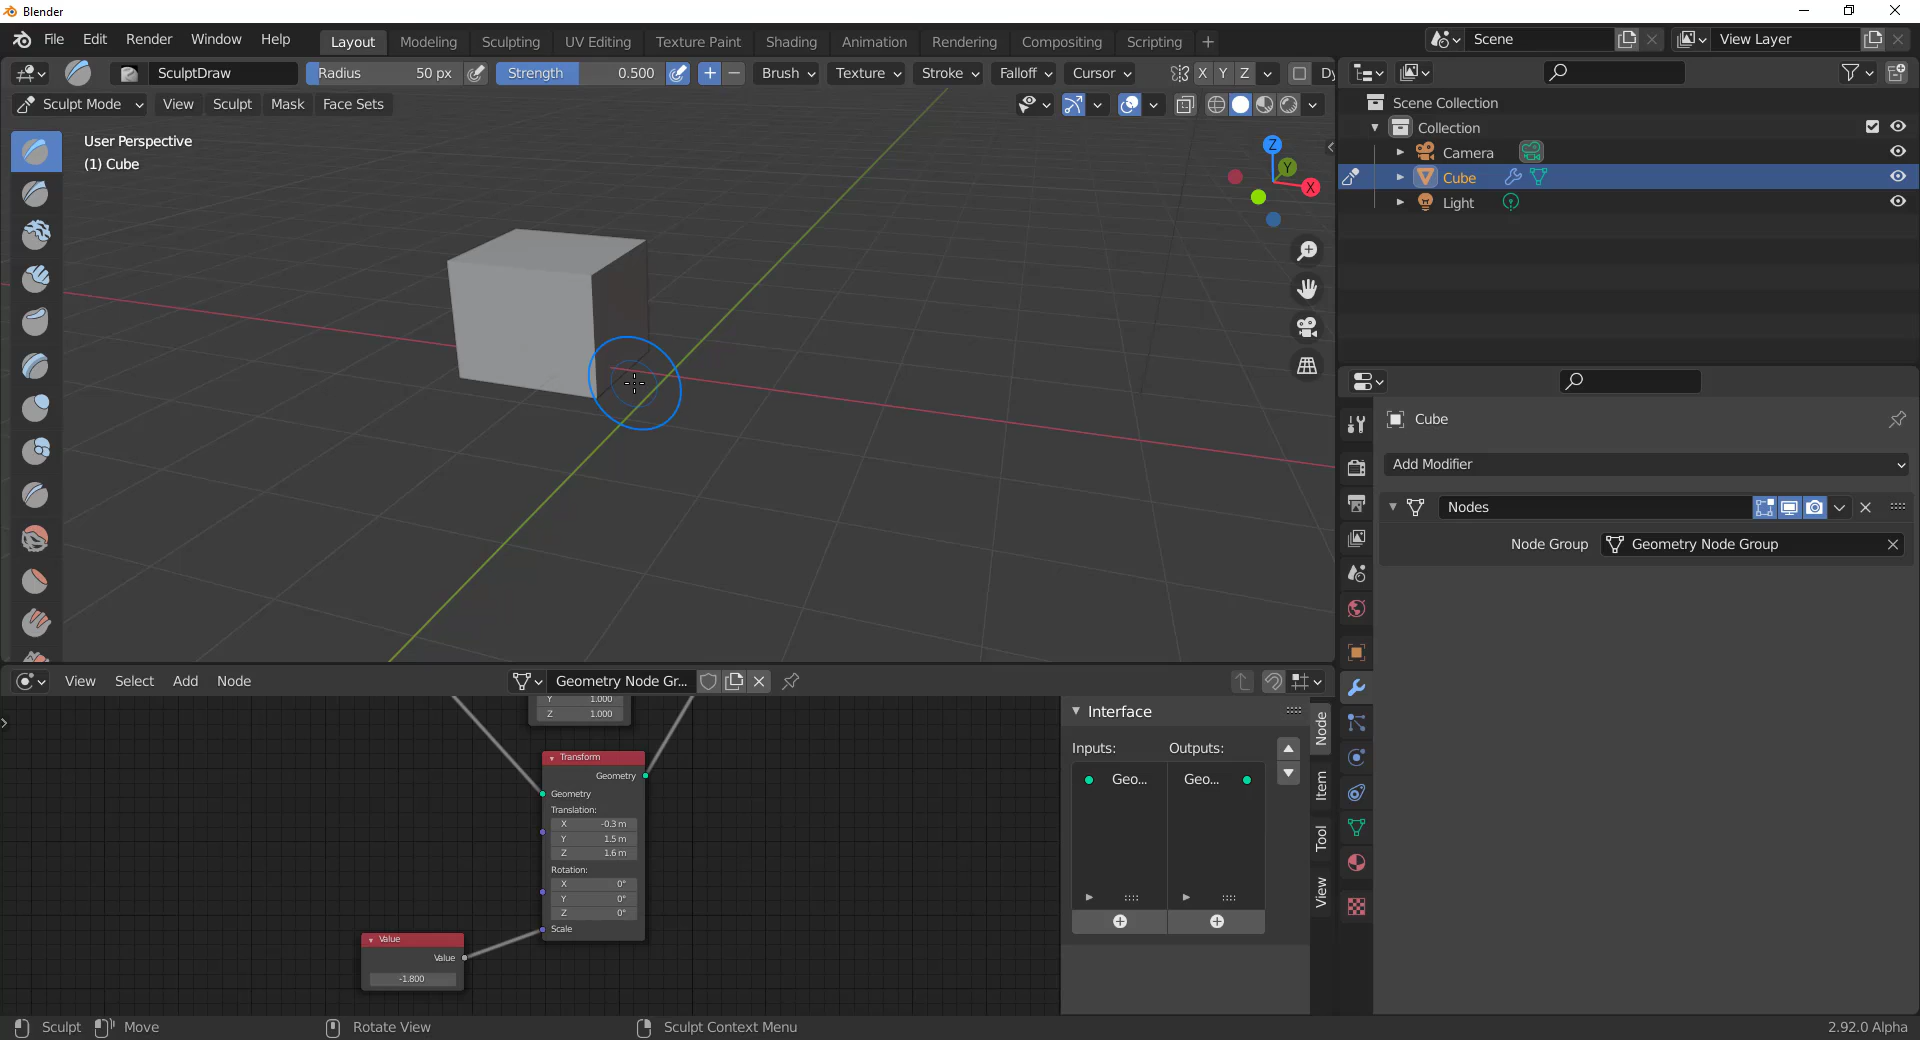 Blender
File Edit Render Window Help Layout Modeling Sculpting UV Editing Texture Paint Shading Animation Rendering Compositing Scripting + Scene View Layer
SculptDraw Radius 50 px Strength 0.500 Brush Texture Stroke Falloff Cursor X Y Z Dy
Sculpt Mode View Sculpt Mask Face Sets
User Perspective
(1) Cube
Z
Y
X
Scene Collection
Collection
Camera
Cube
Light
Cube
Add Modifier
Nodes
Node Group Geometry Node Group
View Select Add Node Geometry Node Gr...
Y 1.000
Z 1.000
Transform
Geometry
Geometry
Translation:
X -0.3 m
Y 1.5 m
Z 1.6 m
Rotation:
X 0°
Y 0°
Z 0°
Scale
Value
Value
-1.800
Interface
Inputs: Outputs:
Geo... Geo...
Node
Item
Tool
View
Sculpt Move Rotate View Sculpt Context Menu 2.92.0 Alpha